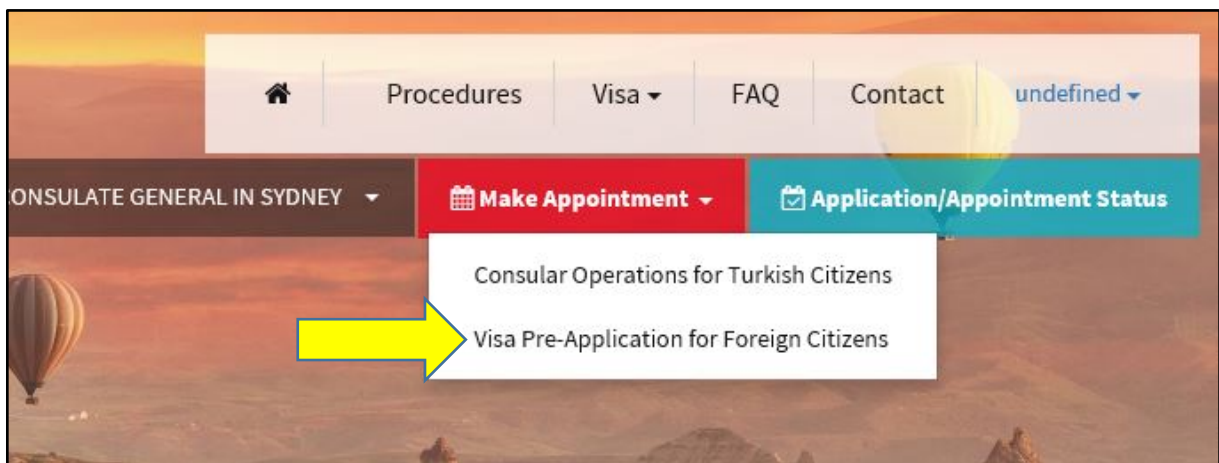 Procedures Visa FAQ Contact undefined
ONSULATE GENERAL IN SYDNEY Make Appointment Application/Appointment Status
Consular Operations for Turkish Citizens
Visa Pre-Application for Foreign Citizens